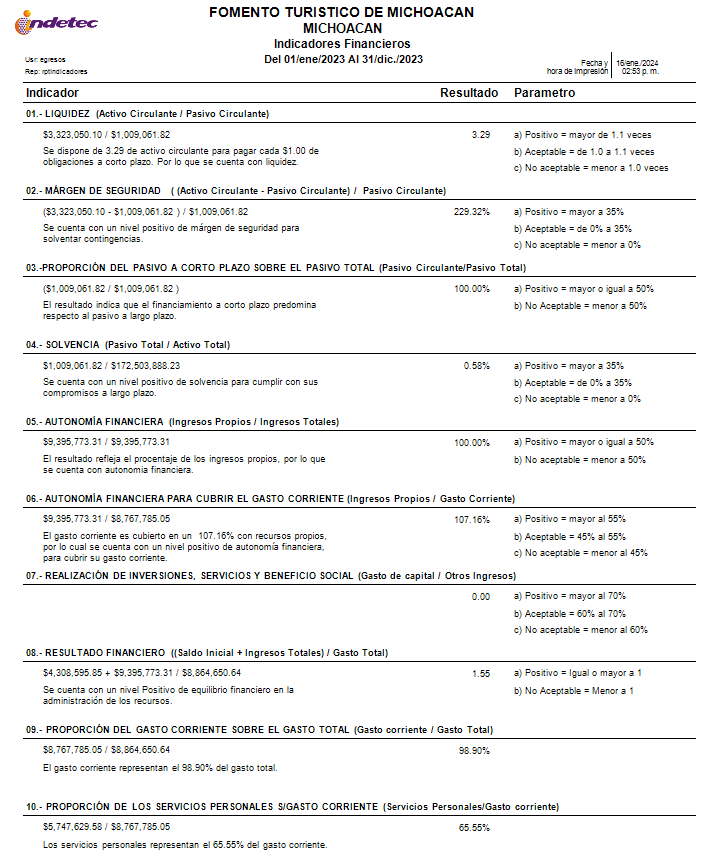 indetec
FOMENTO TURISTICO DE MICHOACAN
MICHOACAN
Indicadores Financieros
Del 01/ene/2023 Al 31/dic./2023
Usr: egresos
Rep: rptindicadores
Fecha y
hora de Impresión
16/ene./2024
02:53 p. m.
Indicador Resultado Parametro
01.- LIQUIDEZ (Activo Circulante / Pasivo Circulante)
$3,323,050.10 / $1,009,061.82 3.29 a) Positivo = mayor de 1.1 veces
Se dispone de 3.29 de activo circulante para pagar cada $1.00 de
obligaciones a corto plazo. Por lo que se cuenta con liquidez.
b) Aceptable = de 1.0 a 1.1 veces
c) No aceptable = menor a 1.0 veces
02.- MÁRGEN DE SEGURIDAD ( (Activo Circulante - Pasivo Circulante) / Pasivo Circulante)
($3,323,050.10 - $1,009,061.82 ) / $1,009,061.82 229.32% a) Positivo = mayor a 35%
Se cuenta con un nivel positivo de márgen de seguridad para
solventar contingencias.
b) Aceptable = de 0% a 35%
c) No aceptable = menor a 0%
03.-PROPORCIÓN DEL PASIVO A CORTO PLAZO SOBRE EL PASIVO TOTAL (Pasivo Circulante/Pasivo Total)
($1,009,061.82 / $1,009,061.82 ) 100.00% a) Positivo = mayor o igual a 50%
El resultado indica que el financiamiento a corto plazo predomina
respecto al pasivo a largo plazo.
b) No Aceptable = menor a 50%
04.- SOLVENCIA (Pasivo Total / Activo Total)
$1,009,061.82 / $172,503,888.23 0.58% a) Positivo = mayor a 35%
Se cuenta con un nivel positivo de solvencia para cumplir con sus
compromisos a largo plazo.
b) Aceptable = de 0% a 35%
c) No aceptable = menor a 0%
05.- AUTONOMÍA FINANCIERA (Ingresos Propios / Ingresos Totales)
$9,395,773.31 / $9,395,773.31 100.00% a) Positivo = mayor o igual a 50%
El resultado refleja el procentaje de los ingresos propios, por lo que
se cuenta con autonomia financiera.
b) No aceptable = menor a 50%
06.- AUTONOMÍA FINANCIERA PARA CUBRIR EL GASTO CORRIENTE (Ingresos Propios / Gasto Corriente)
$9,395,773.31 / $8,767,785.05 107.16% a) Positivo = mayor al 55%
El gasto corriente es cubierto en un 107.16% con recursos propios,
por lo cual se cuenta con un nivel positivo de autonomía financiera,
para cubrir su gasto corriente.
b) Aceptable = 45% al 55%
c) No aceptable = menor al 45%
07.- REALIZACIÓN DE INVERSIONES, SERVICIOS Y BENEFICIO SOCIAL (Gasto de capital / Otros Ingresos)
0.00 a) Positivo = mayor al 70%
b) Aceptable = 60% al 70%
c) No aceptable = menor al 60%
08.- RESULTADO FINANCIERO ((Saldo Inicial + Ingresos Totales) / Gasto Total)
$4,308,595.85 + $9,395,773.31 / $8,864,650.64 1.55 a) Positivo = Igual o mayor a 1
Se cuenta con un nivel Positivo de equilibrio financiero en la
administración de los recursos.
b) No Aceptable = Menor a 1
09.- PROPORCIÓN DEL GASTO CORRIENTE SOBRE EL GASTO TOTAL (Gasto corriente / Gasto Total)
$8,767,785.05 / $8,864,650.64 98.90%
El gasto corriente representan el 98.90% del gasto total.
10.- PROPORCIÓN DE LOS SERVICIOS PERSONALES S/GASTO CORRIENTE (Servicios Personales/Gasto corriente)
$5,747,629.58 / $8,767,785.05 65.55%
Los servicios personales representan el 65.55% del gasto corriente.